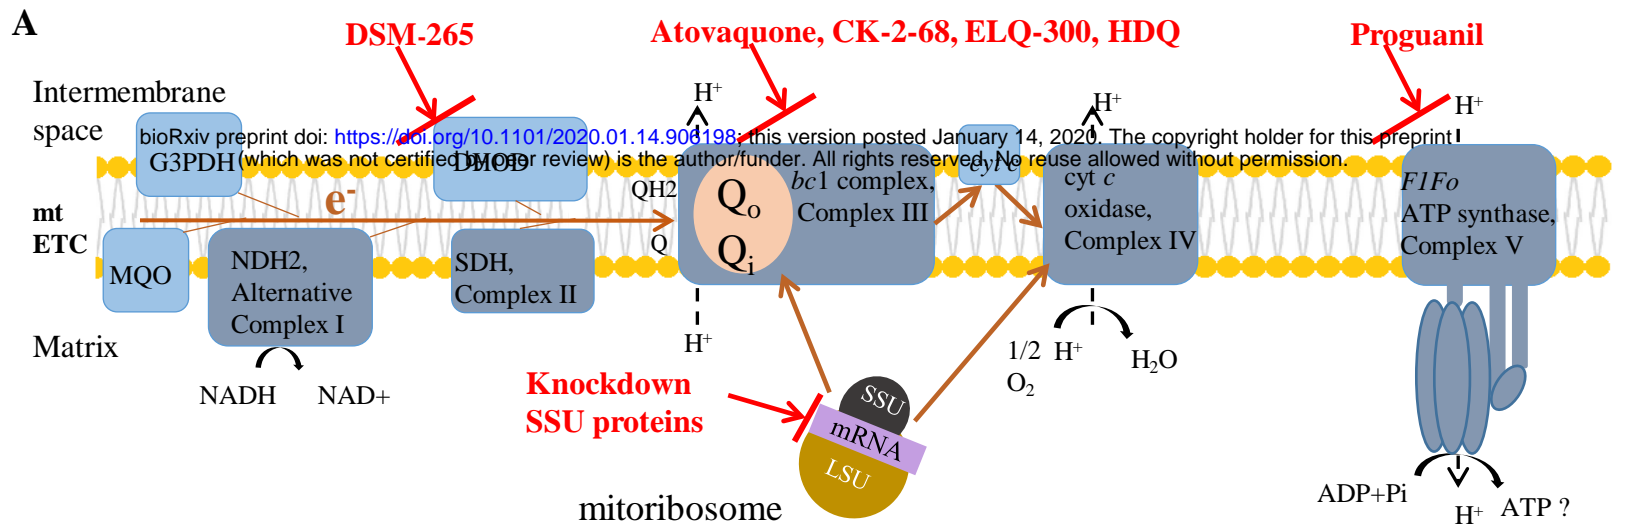 A
DSM-265
Atovaquone, CK-2-68, ELQ-300, HDQ
Proguanil
Intermembrane
space
H+
H+
H+
bioRxiv preprint doi: https://doi.org/10.1101/2020.01.14.906198; this version posted January 14, 2020. The copyright holder for this preprint
(which was not certified by peer review) is the author/funder. All rights reserved. No reuse allowed without permission.
G3PDH
DHOD
cyt c
mt
ETC
e-
QH2
Q
Qo
Qi
bc1 complex,
Complex III
cyt c
oxidase,
Complex IV
F1Fo
ATP synthase,
Complex V
MQO
NDH2,
Alternative
Complex I
SDH,
Complex II
Matrix
NADH
NAD+
H+
1/2
O2
H+
H2O
Knockdown
SSU proteins
SSU
mRNA
LSU
mitoribosome
ADP+Pi
H+
ATP ?